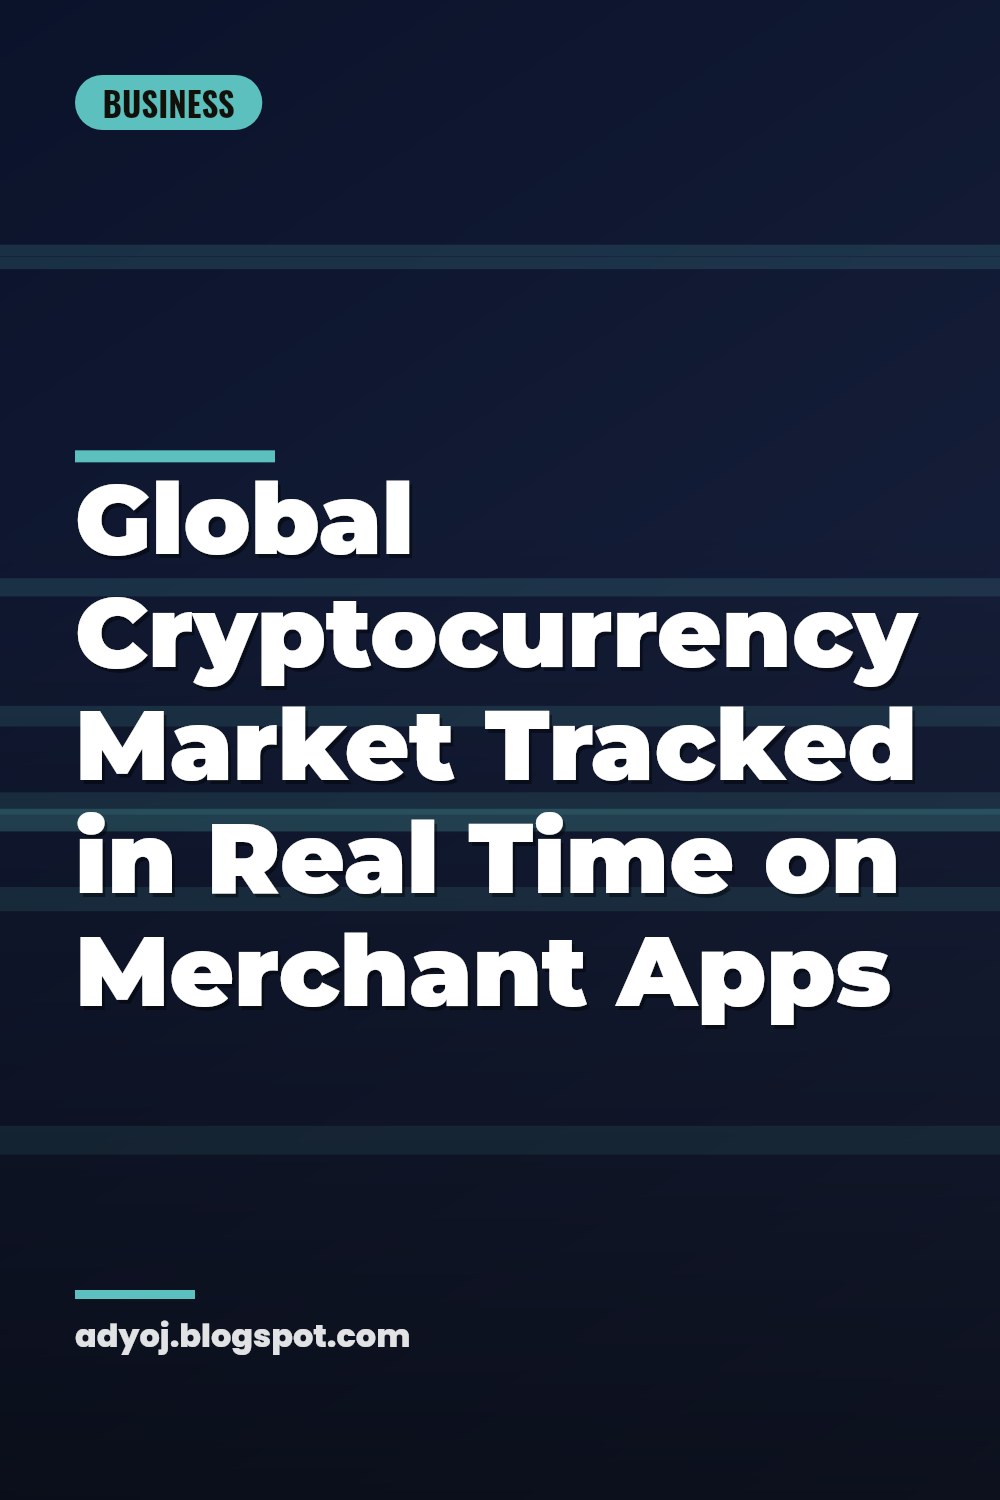 BUSINESS
Global
Cryptocurrency
Market Tracked
in Real Time on
Merchant Apps
adyoj.blogspot.com